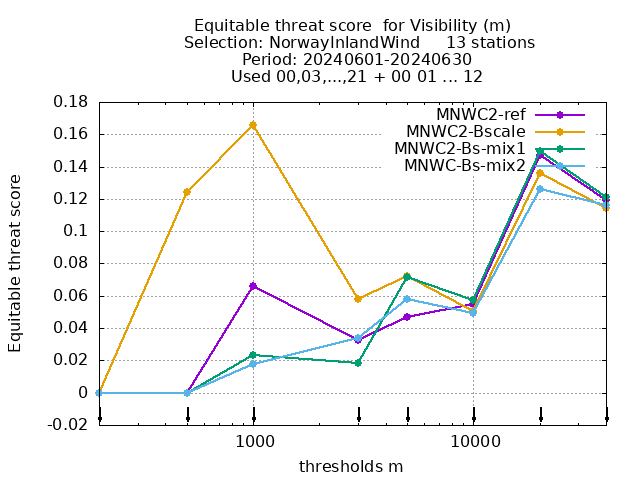 Equitable threat score  for Visibility (m)
Selection: NorwayInlandWind     13 stations
Period: 20240601-20240630
Used 00,03,...,21 + 00 01 ... 12
MNWC2-ref
MNWC2-Bscale
MNWC2-Bs-mix1
MNWC-Bs-mix2
Equitable threat score
0.18
0.16
0.14
0.12
0.1
0.08
0.06
0.04
0.02
0
-0.02
1000
10000
thresholds m